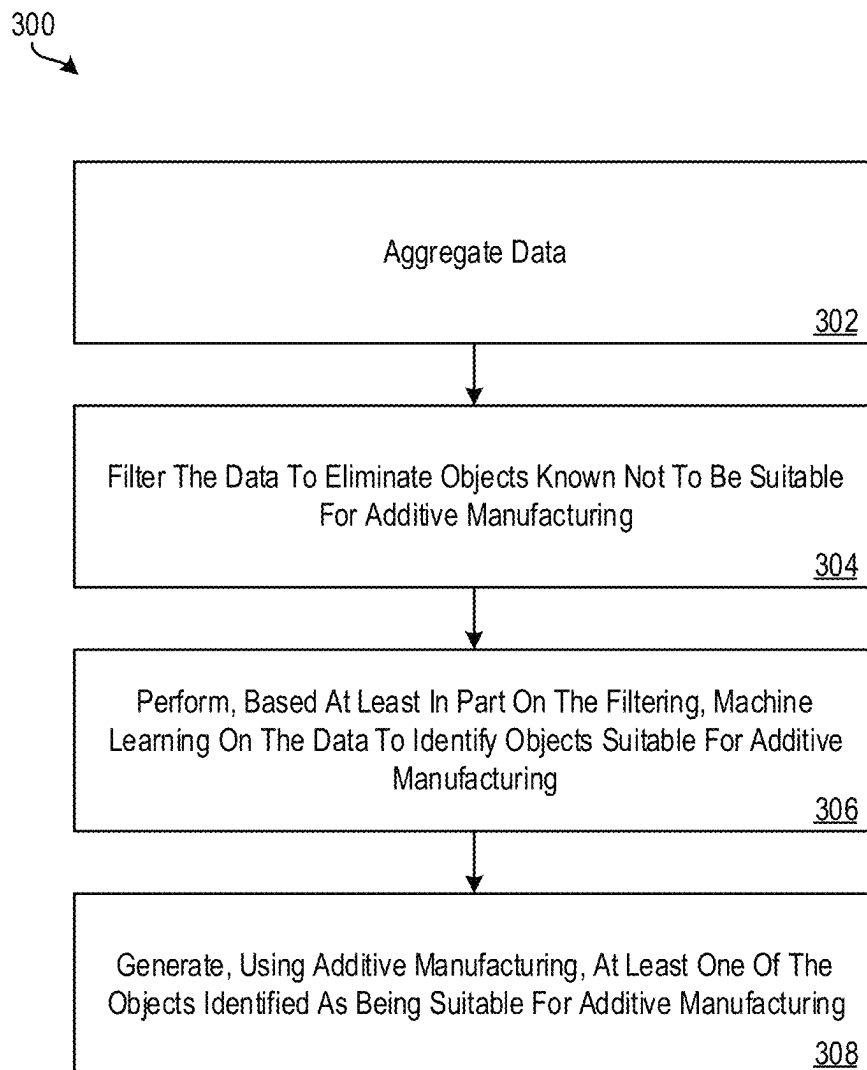 300
Aggregate Data
302
Filter The Data To Eliminate Objects Known Not To Be Suitable
For Additive Manufacturing
304
Perform, Based At Least In Part On The Filtering, Machine
Learning On The Data To Identify Objects Suitable For Additive
Manufacturing
306
Generate, Using Additive Manufacturing, At Least One Of The
Objects Identified As Being Suitable For Additive Manufacturing
308